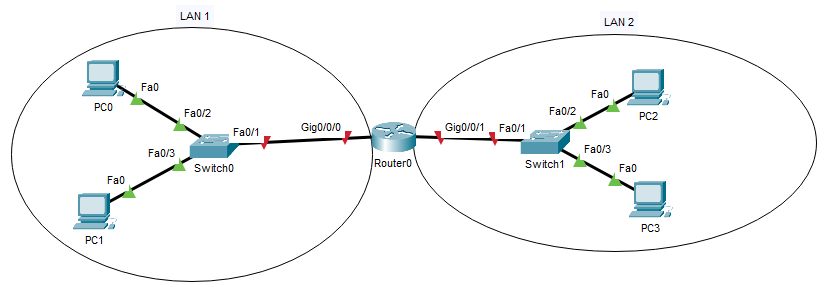 LAN 1
LAN 2
Fa0
PC0
Fa0/2
Fa0/1
Gig0/0/0
Fa0/3
Switch0
Fa0
PC1
Router0
Gig0/0/1
Fa0/1
Fa0/2
Fa0
PC2
Switch1
Fa0/3
Fa0
PC3